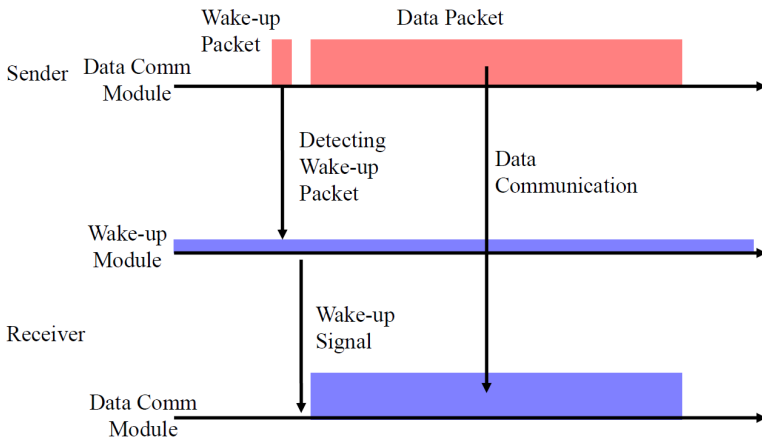 Wake-up
Packet
Data Packet
Sender
Data Comm
Module
Detecting
Wake-up
Packet
Data
Communication
Wake-up
Module
Receiver
Wake-up
Signal
Data Comm
Module